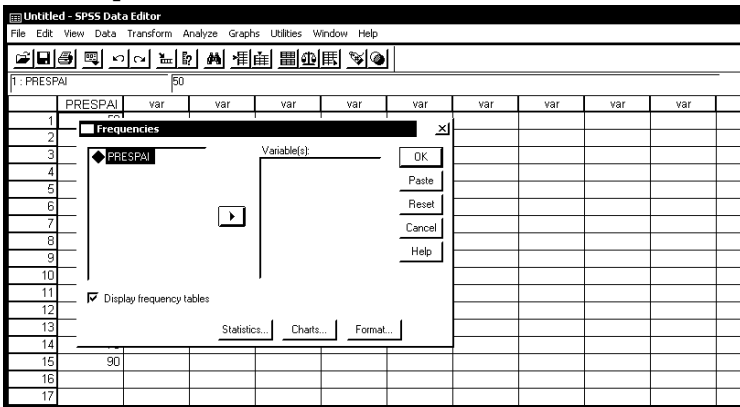 Untitled - SPSS Data Editor
File Edit View Data Transform Analyze Graphs Utilities Window Help
1 : PRESPAI 50
PRESPAI var var var var var var var var var
1
2
3
4
5
6
7
8
9
10
11
12
13
14
15 90
16
17
Frequencies
PRESPAI
Variable(s):
OK
Paste
Reset
Cancel
Help
Display frequency tables
Statistics... Charts... Format...